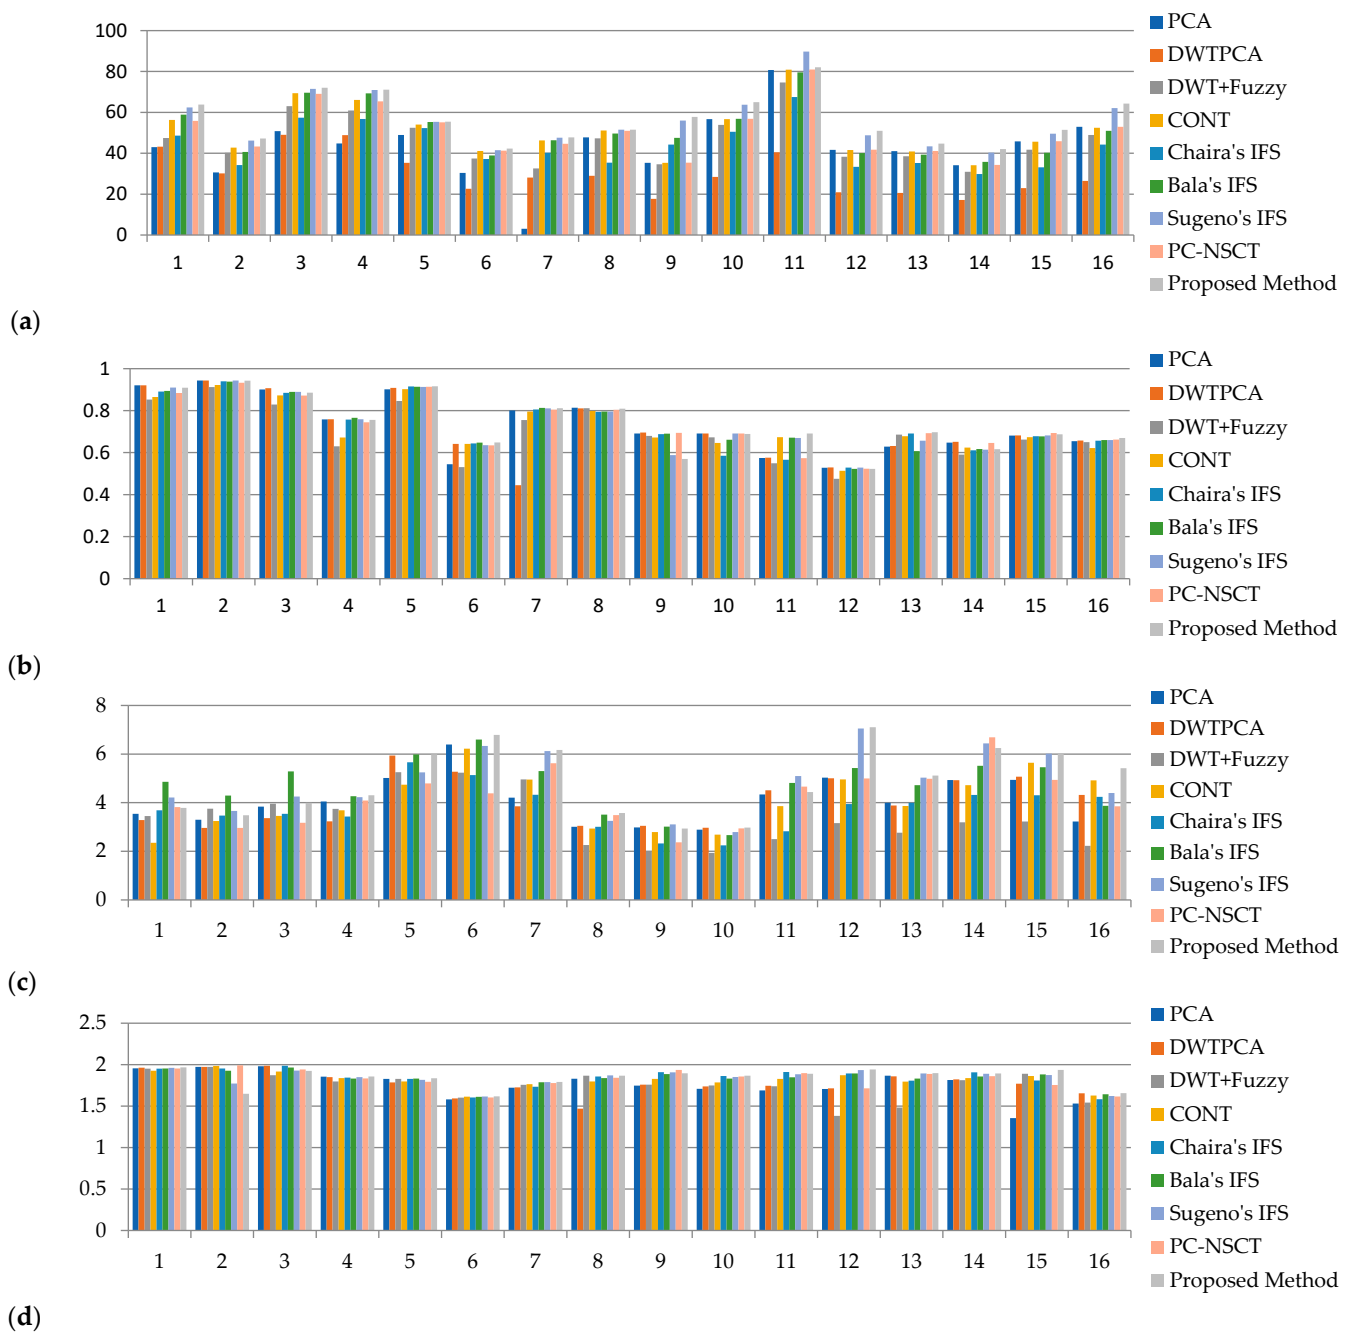 100
80
60
40
20
0
1 2 3 4 5 6 7 8 9 10 11 12 13 14 15 16
PCA
DWTPCA
DWT+Fuzzy
CONT
Chaira's IFS
Bala's IFS
Sugeno's IFS
PC-NSCT
Proposed Method
(a)
1
0.8
0.6
0.4
0.2
0
1 2 3 4 5 6 7 8 9 10 11 12 13 14 15 16
PCA
DWTPCA
DWT+Fuzzy
CONT
Chaira's IFS
Bala's IFS
Sugeno's IFS
PC-NSCT
Proposed Method
(b)
8
6
4
2
0
1 2 3 4 5 6 7 8 9 10 11 12 13 14 15 16
PCA
DWTPCA
DWT+Fuzzy
CONT
Chaira's IFS
Bala's IFS
Sugeno's IFS
PC-NSCT
Proposed Method
(c)
2.5
2
1.5
1
0.5
0
1 2 3 4 5 6 7 8 9 10 11 12 13 14 15 16
PCA
DWTPCA
DWT+Fuzzy
CONT
Chaira's IFS
Bala's IFS
Sugeno's IFS
PC-NSCT
Proposed Method
(d)